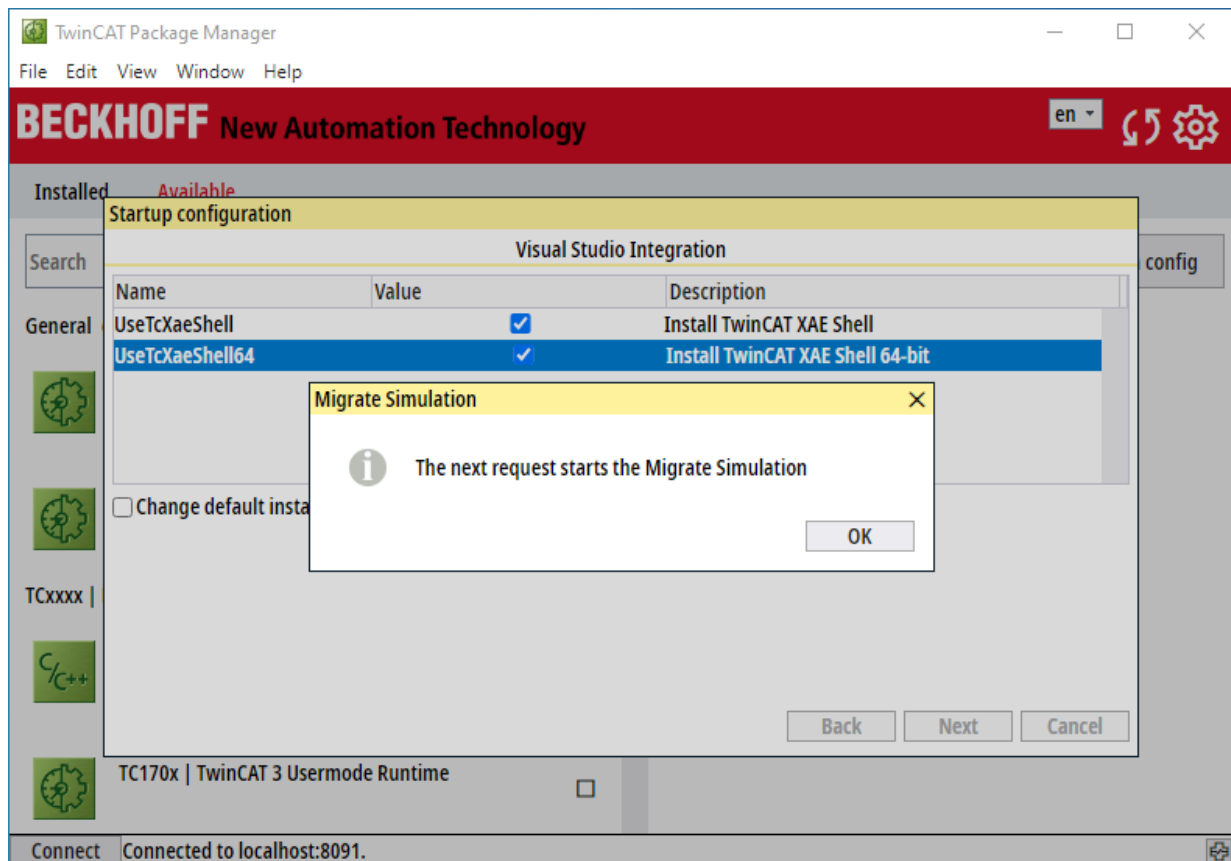 TwinCAT Package Manager
File Edit View Window Help
BECKHOFF New Automation Technology
en
Installed Available
Startup configuration
Visual Studio Integration
Search
config
Name Value Description
General
UseTcXaeShell Install TwinCAT XAE Shell
UseTcXaeShell64 Install TwinCAT XAE Shell 64-bit
Migrate Simulation
The next request starts the Migrate Simulation
Change default insta
OK
TCxxxx |
C/C++
Back Next Cancel
TC170x | TwinCAT 3 Usermode Runtime
Connect Connected to localhost:8091.